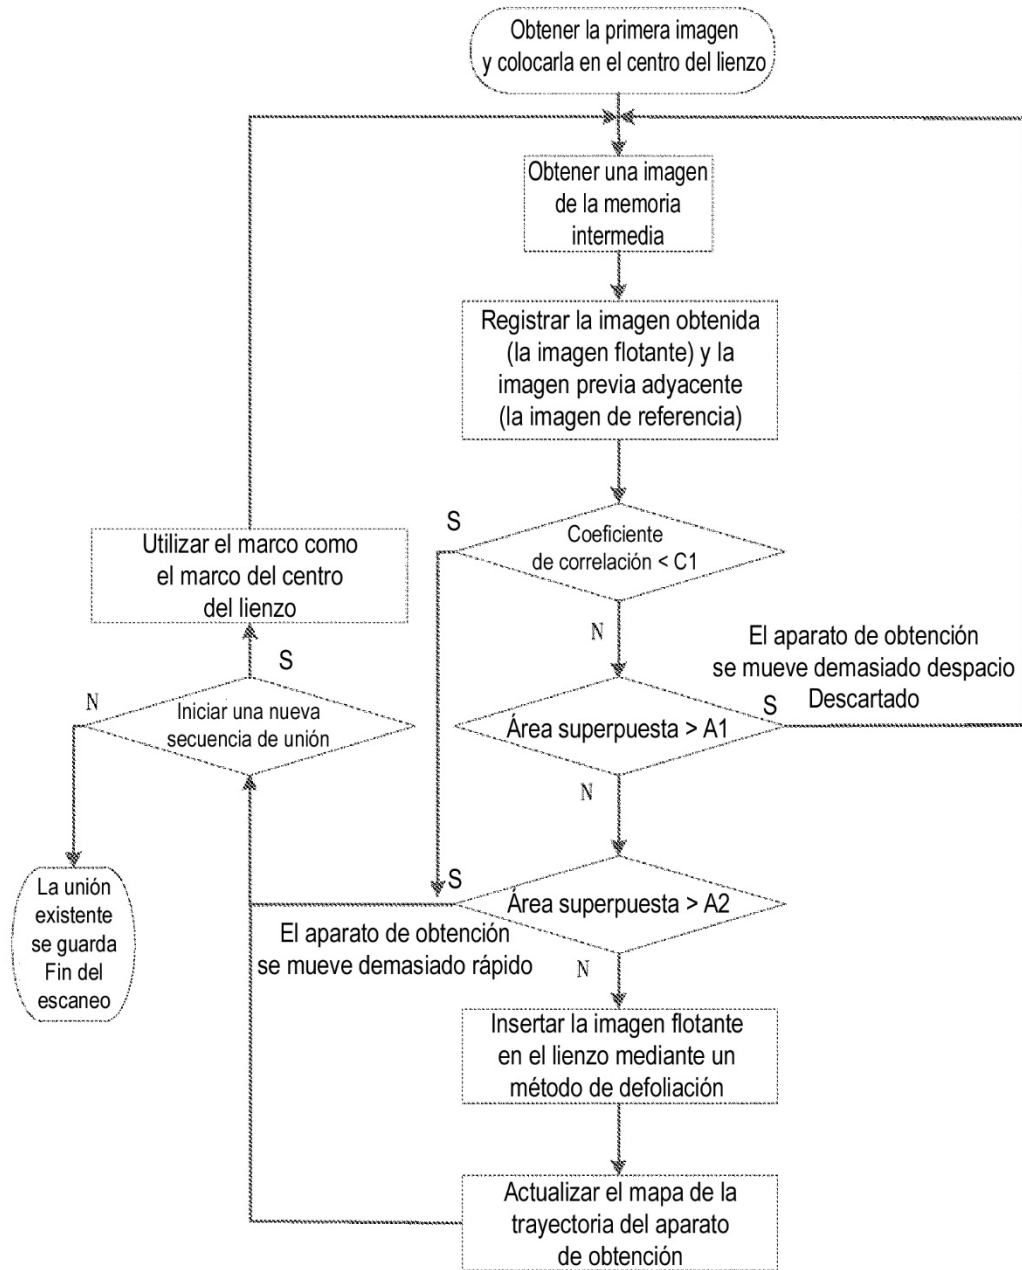 Obtener la primera imagen
y colocarla en el centro del lienzo
Obtener una imagen
de la memoria
intermedia
Registrar la imagen obtenida
(la imagen flotante) y la
imagen previa adyacente
(la imagen de referencia)
S
Coeficiente
de correlación < C1
N
Utilizar el marco como
el marco del centro
del lienzo
S
N
Iniciar una nueva
secuencia de unión
El aparato de obtención
se mueve demasiado despacio
Descartado
S
Área superpuesta > A1
N
La unión
existente
se guarda
Fin del
escaneo
S
Área superpuesta > A2
El aparato de obtención
se mueve demasiado rápido
N
Insertar la imagen flotante
en el lienzo mediante un
método de defoliación
Actualizar el mapa de la
trayectoria del aparato
de obtención